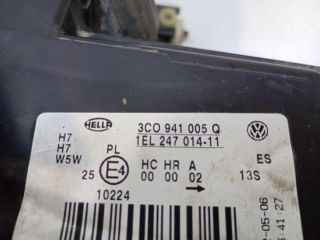 HELLA
3C0 941 005 Q
1EL 247 014-11
H7
H7
W5W
PL
25
E4
HC HR A
00 00 02
ES
13S
10224